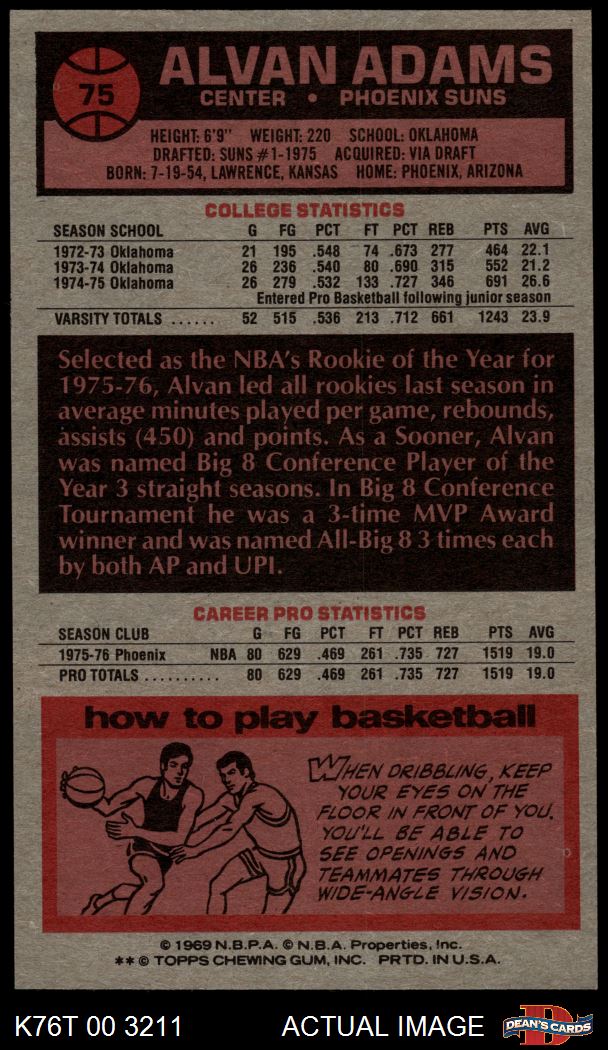 75
ALVAN ADAMS
CENTER • PHOENIX SUNS
HEIGHT: 6'9" WEIGHT: 220 SCHOOL: OKLAHOMA
DRAFTED: SUNS #1-1975 ACQUIRED: VIA DRAFT
BORN: 7-19-54, LAWRENCE, KANSAS HOME: PHOENIX, ARIZONA
COLLEGE STATISTICS
SEASON SCHOOL G FG PCT FT PCT REB PTS AVG
1972-73 Oklahoma 21 195 .548 74 .673 277 464 22.1
1973-74 Oklahoma 26 236 .540 80 .690 315 552 21.2
1974-75 Oklahoma 26 279 .532 133 .727 346 691 26.6
Entered Pro Basketball following junior season
VARSITY TOTALS ...... 52 515 .536 213 .712 661 1243 23.9
Selected as the NBA's Rookie of the Year for
1975-76, Alvan led all rookies last season in
average minutes played per game, rebounds,
assists (450) and points. As a Sooner, Alvan
was named Big 8 Conference Player of the
Year 3 straight seasons. In Big 8 Conference
Tournament he was a 3-time MVP Award
winner and was named All-Big 8 3 times each
by both AP and UPI.
CAREER PRO STATISTICS
SEASON CLUB G FG PCT FT PCT REB PTS AVG
1975-76 Phoenix NBA 80 629 .469 261 .735 727 1519 19.0
PRO TOTALS .......... 80 629 .469 261 .735 727 1519 19.0
how to play basketball
WHEN DRIBBLING, KEEP
YOUR EYES ON THE
FLOOR IN FRONT OF YOU.
YOU'LL BE ABLE TO
SEE OPENINGS AND
TEAMMATES THROUGH
WIDE-ANGLE VISION.
© 1969 N.B.P.A. © N.B.A. Properties, Inc.
** © TOPPS CHEWING GUM, INC. PRTD. IN U.S.A.
K76T 00 3211 ACTUAL IMAGE
D
DEAN'S CARDS